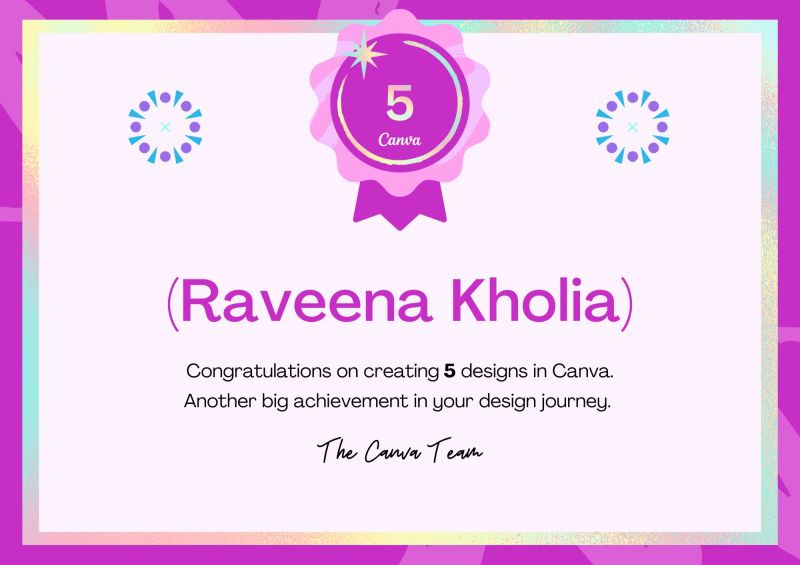 5
Canva
(Raveena Kholia)
Congratulations on creating 5 designs in Canva.
Another big achievement in your design journey.
The Canva Team